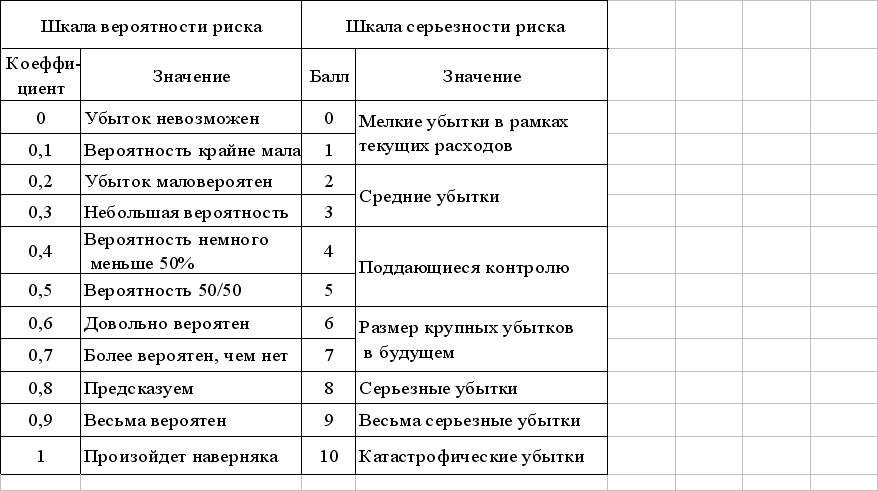 Шкала вероятности риска Шкала серьезности риска
Коеффи-
циент Значение Балл Значение
0 Убыток невозможен 0 Мелкие убытки в рамках
0,1 Вероятность крайне мала 1 текущих расходов
0,2 Убыток маловероятен 2 Средние убытки
0,3 Небольшая вероятность 3
0,4 Вероятность немного
меньше 50% 4 Поддающиеся контролю
0,5 Вероятность 50/50 5
0,6 Довольно вероятен 6 Размер крупных убытков
0,7 Более вероятен, чем нет 7 в будущем
0,8 Предсказуем 8 Серьезные убытки
0,9 Весьма вероятен 9 Весьма серьезные убытки
1 Произойдет наверняка 10 Катастрофические убытки